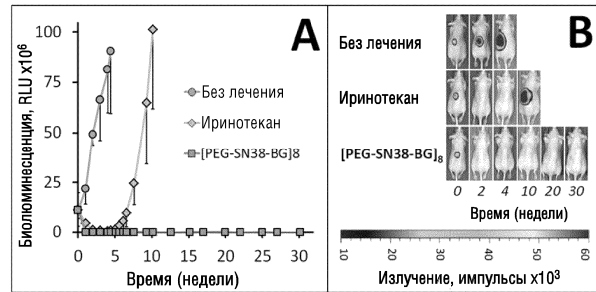 A
Биолюминесценция, RLU x10⁶
100
75
50
25
0
Без лечения
Иринотекан
[PEG-SN38-BG]8
0 5 10 15 20 25 30
Время (недели)
B
Без лечения
Иринотекан
[PEG-SN38-BG]₈
0 2 4 10 20 30
Время (недели)
10 20 30 40 50 60
Излучение, импульсы x10³